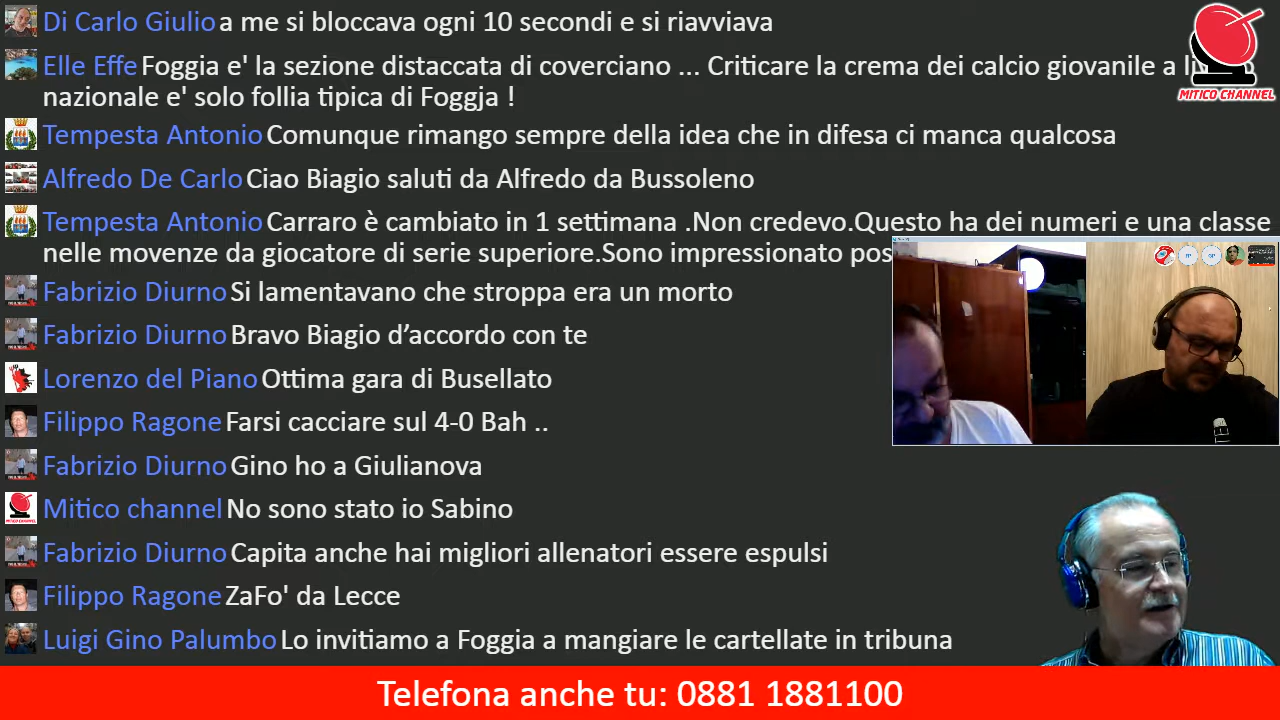 Di Carlo Giulio a me si bloccava ogni 10 secondi e si riavviava
Elle Effe Foggia e' la sezione distaccata di coverciano ... Criticare la crema dei calcio giovanile a
nazionale e' solo follia tipica di Foggja !
MITICO CHANNEL
Tempesta Antonio Comunque rimango sempre della idea che in difesa ci manca qualcosa
Alfredo De Carlo Ciao Biagio saluti da Alfredo da Bussoleno
Tempesta Antonio Carraro è cambiato in 1 settimana .Non credevo.Questo ha dei numeri e una classe
nelle movenze da giocatore di serie superiore.Sono impressionato
Fabrizio Diurno Si lamentavano che stroppa era un morto
Fabrizio Diurno Bravo Biagio d’accordo con te
Lorenzo del Piano Ottima gara di Busellato
Filippo Ragone Farsi cacciare sul 4-0 Bah ..
Fabrizio Diurno Gino ho a Giulianova
Mitico channel No sono stato io Sabino
Fabrizio Diurno Capita anche hai migliori allenatori essere espulsi
Filippo Ragone ZaFo' da Lecce
Luigi Gino Palumbo Lo invitiamo a Foggia a mangiare le cartellate in tribuna
Telefona anche tu: 0881 1881100